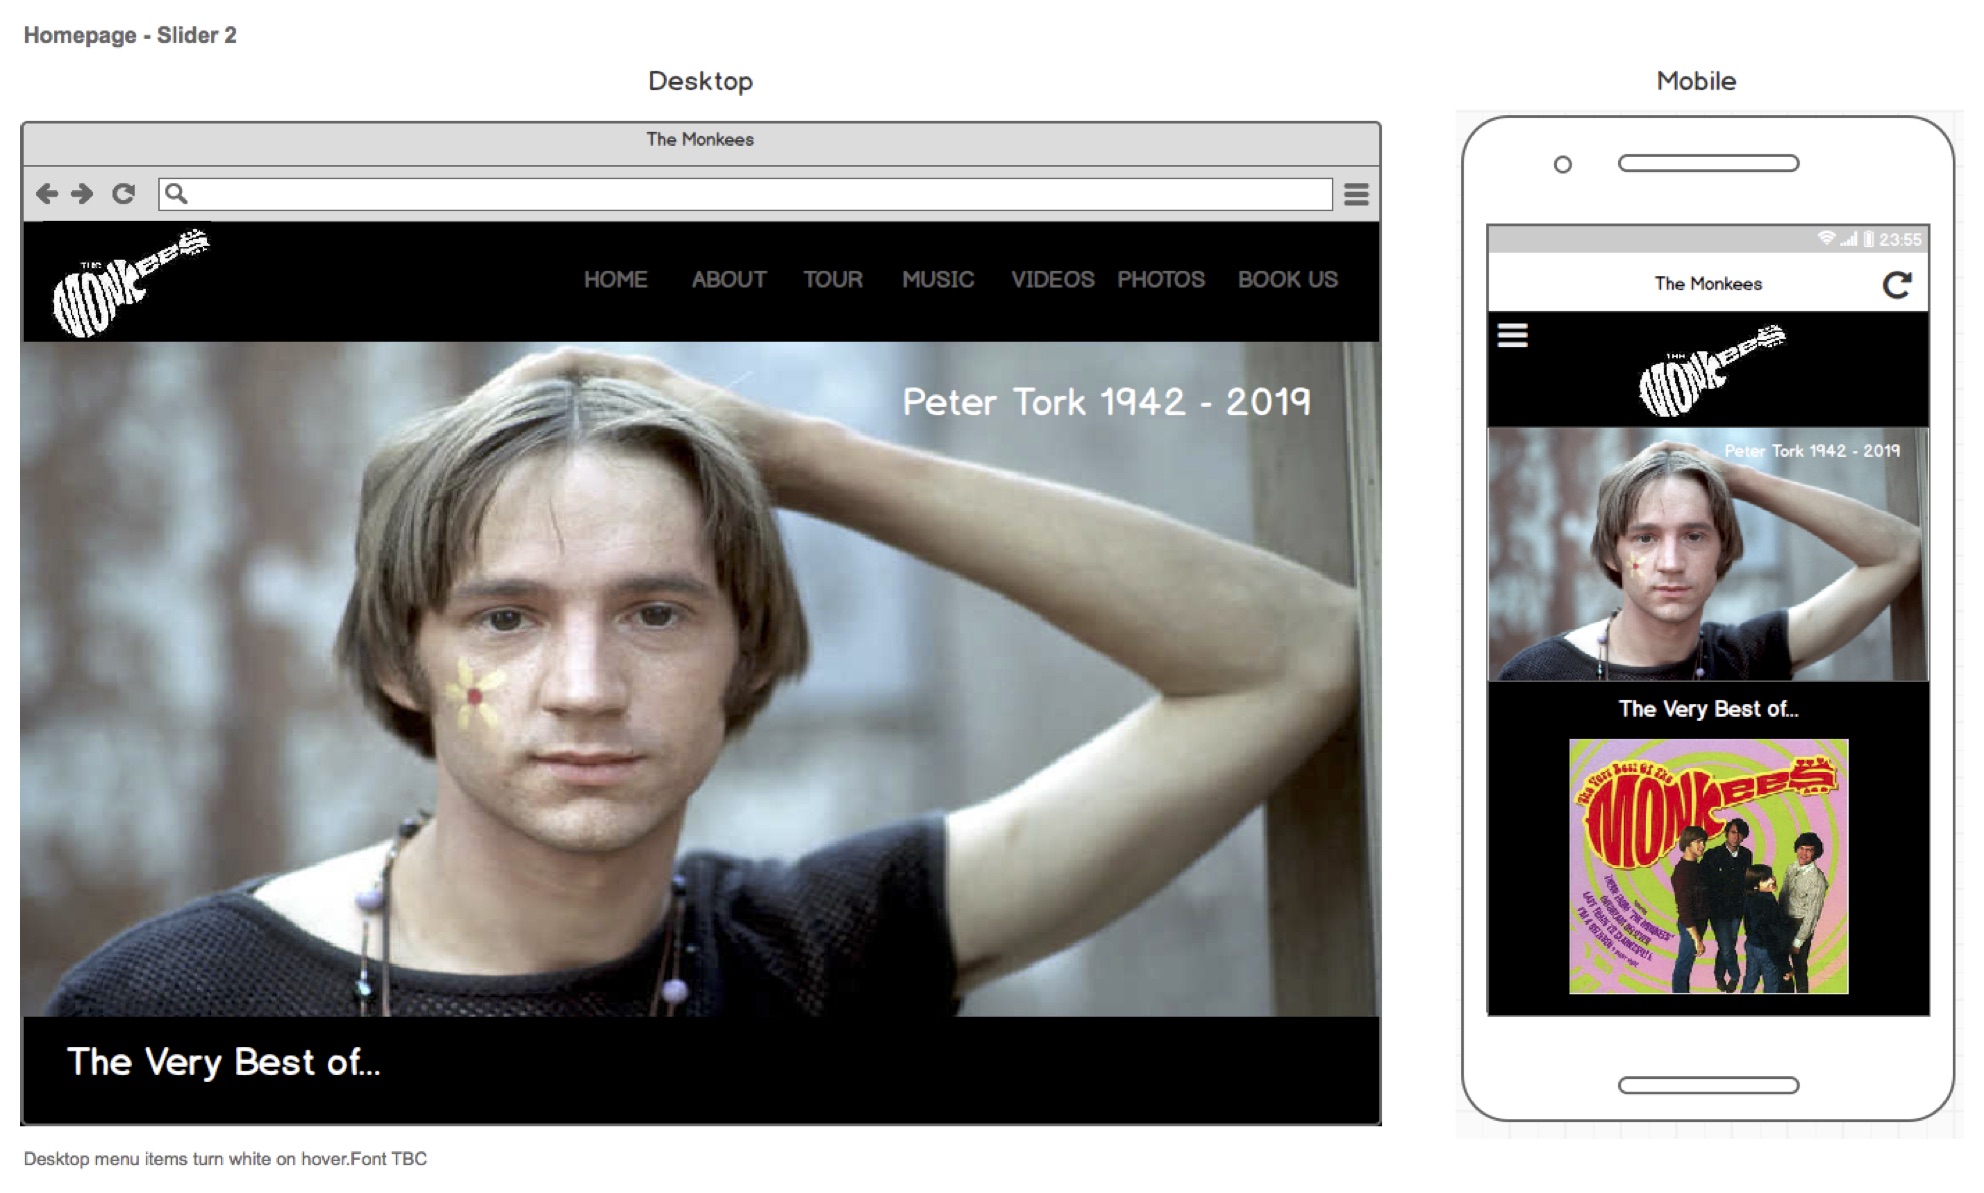 Homepage - Slider 2
Desktop
The Monkees
THE
MONKEES
HOME ABOUT TOUR MUSIC VIDEOS PHOTOS BOOK US
Peter Tork 1942 - 2019
The Very Best of...
Desktop menu items turn white on hover.Font TBC
Mobile
23:55
The Monkees
THE
MONKEES
Peter Tork 1942 - 2019
The Very Best of...
The Very Best Of The
MONKEES